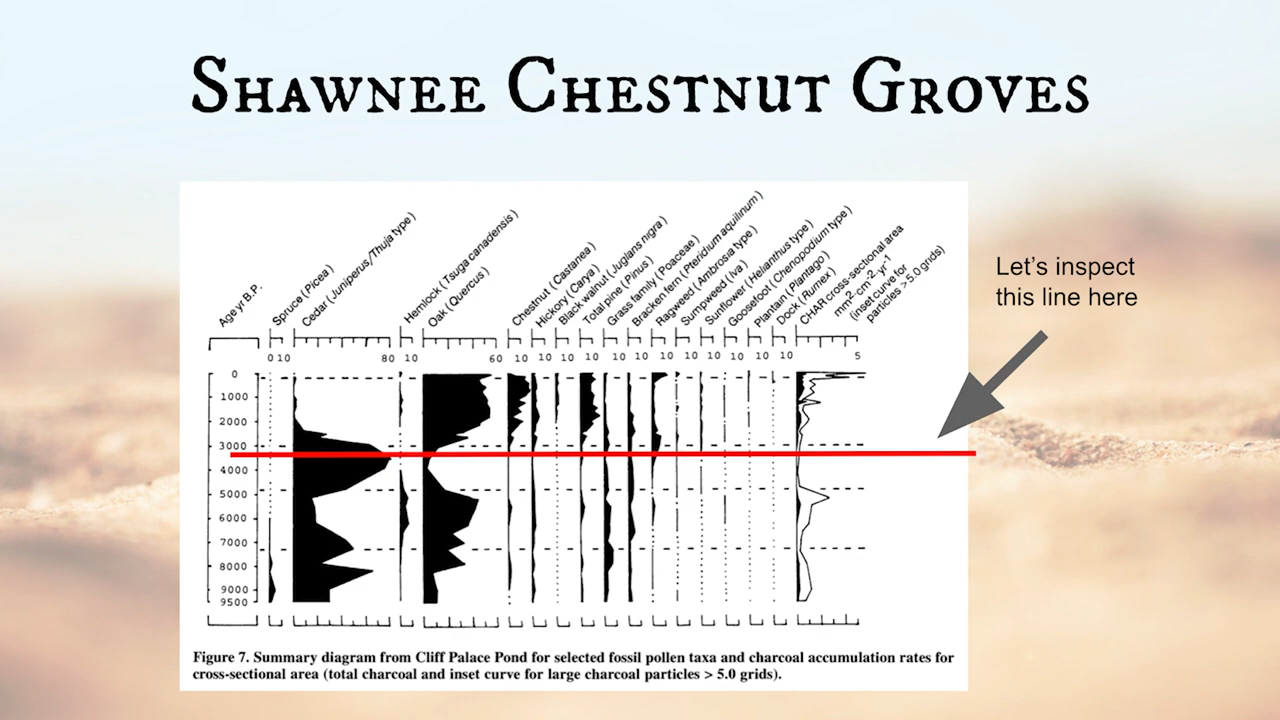 Shawnee Chestnut Groves
Let's inspect
this line here
Age yr B.P.
Spruce (Picea)
Cedar (Juniperus/Thuja type)
Hemlock (Tsuga canadensis)
Oak (Quercus)
Chestnut (Castanea)
Hickory (Carya)
Black walnut (Juglans nigra)
Total pine (Pinus)
Grass family (Poaceae)
Bracken fern (Pteridium aquilinum)
Ragweed (Ambrosia type)
Sumpweed (Iva)
Sunflower (Helianthus type)
Goosefoot (Chenopodium type)
Plantain (Plantago)
Dock (Rumex)
CHAR cross-sectional area
mm2·cm-2·yr-1
(inset curve for
particles >5.0 grids)
0 10 80 10 60 10 10 10 10 10 10 10 10 10 10 10 10 5
0
1000
2000
3000
4000
5000
6000
7000
8000
9000
9500
Figure 7. Summary diagram from Cliff Palace Pond for selected fossil pollen taxa and charcoal accumulation rates for
cross-sectional area (total charcoal and inset curve for large charcoal particles > 5.0 grids).